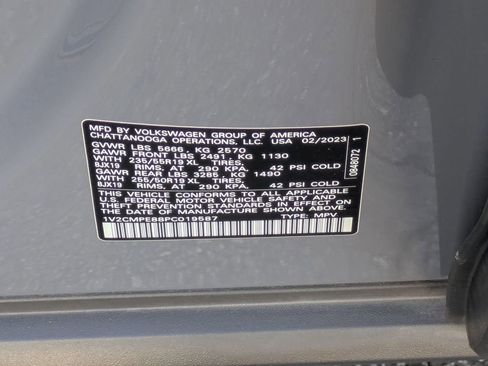 MFD BY VOLKSWAGEN GROUP OF AMERICA
CHATTANOOGA OPERATIONS, LLC. USA 02/2023
GVWR LBS 5666, KG 2570
GAWR FRONT LBS 2491, KG 1130
WITH 235/55R19 XL TIRES,
8JX19 RIMS, AT 290 KPA, 42 PSI COLD
GAWR REAR LBS 3285, KG 1490
WITH 255/50R19 XL TIRES,
8JX19 RIMS, AT 290 KPA, 42 PSI COLD
THIS VEHICLE CONFORMS TO ALL APPLICABLE
U.S. FEDERAL MOTOR VEHICLE SAFETY AND
THEFT PREVENTION STANDARDS IN EFFECT ON
THE DATE OF MANUFACTURE SHOWN ABOVE.
1V2CMPE88PC019587 TYPE: MPV
0848072 1